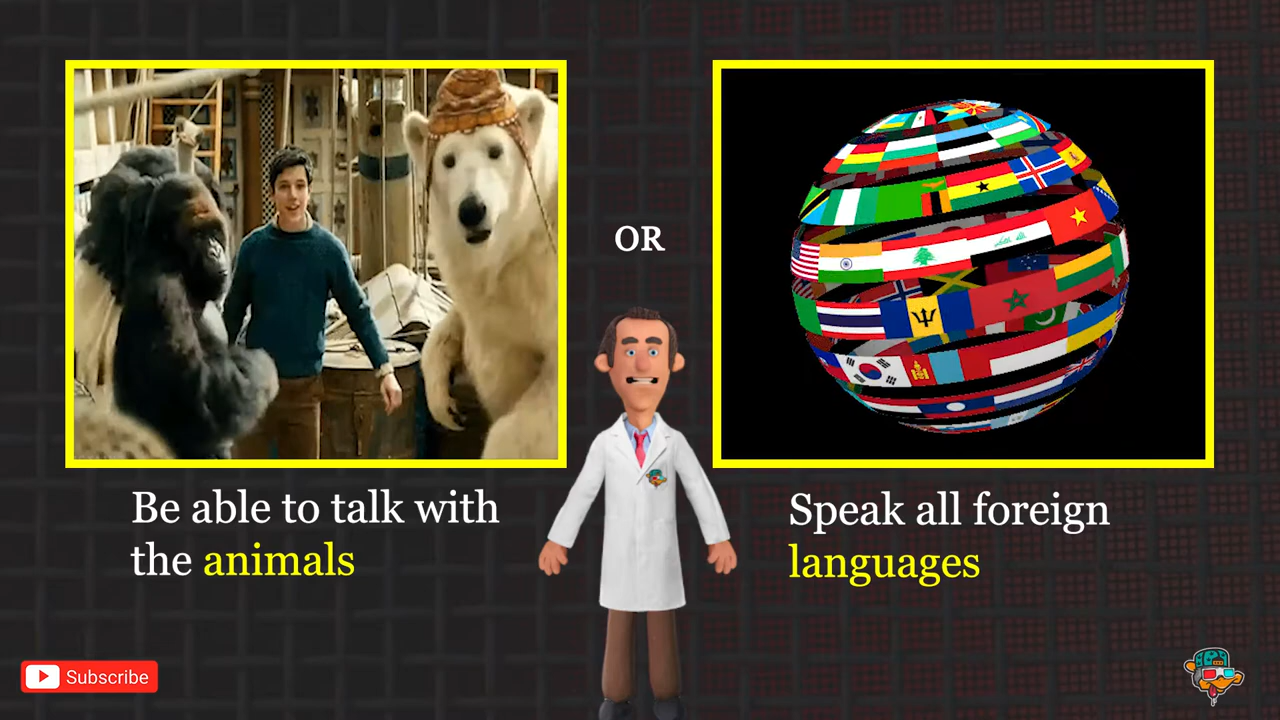 OR
Be able to talk with
the animals
Speak all foreign
languages
Subscribe